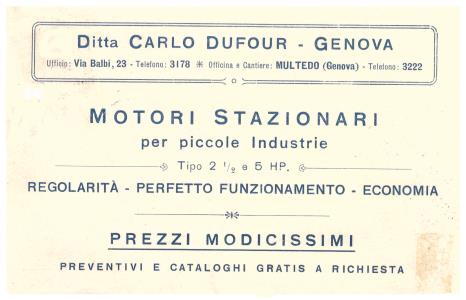 Ditta CARLO DUFOUR - GENOVA
Ufficio: Via Balbi, 23 - Telefono: 3178 ✻ Officina e Cantiere: MULTEDO (Genova) - Telefono: 3222
MOTORI STAZIONARI
per piccole Industrie
Tipo 2 1/2 e 5 HP.
REGOLARITÀ - PERFETTO FUNZIONAMENTO - ECONOMIA
PREZZI MODICISSIMI
PREVENTIVI E CATALOGHI GRATIS A RICHIESTA